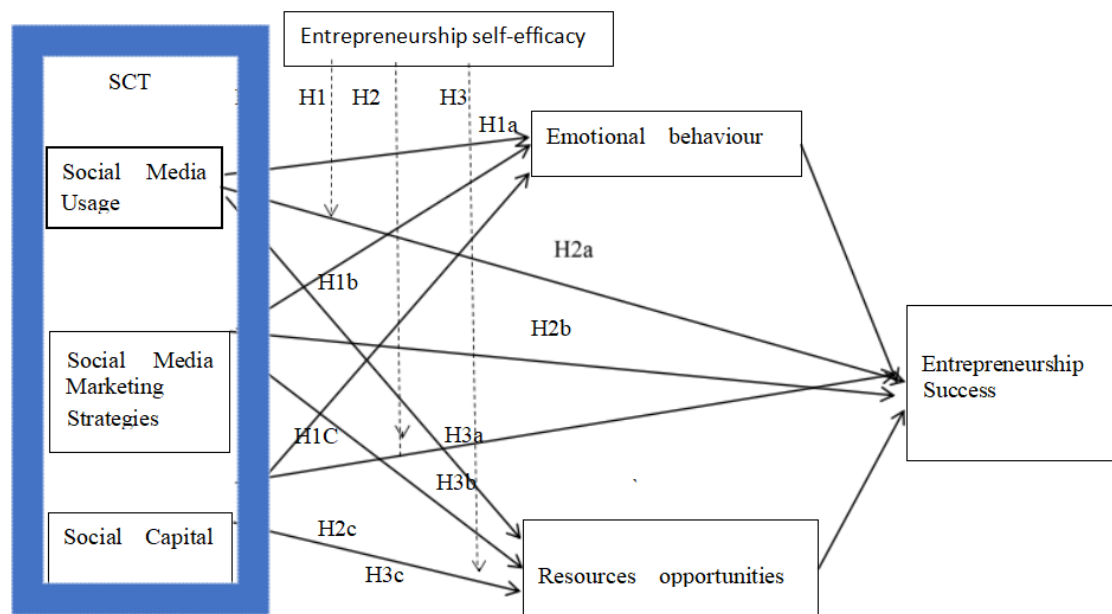 Entrepreneurship self-efficacy
SCT
H1
H2
H3
H1a
Emotional behaviour
Social Media
Usage
H2a
H1b
H2b
Social Media
Marketing
Strategies
Entrepreneurship
Success
H1C
H3a
H3b
Social Capital
H2c
H3c
Resources opportunities